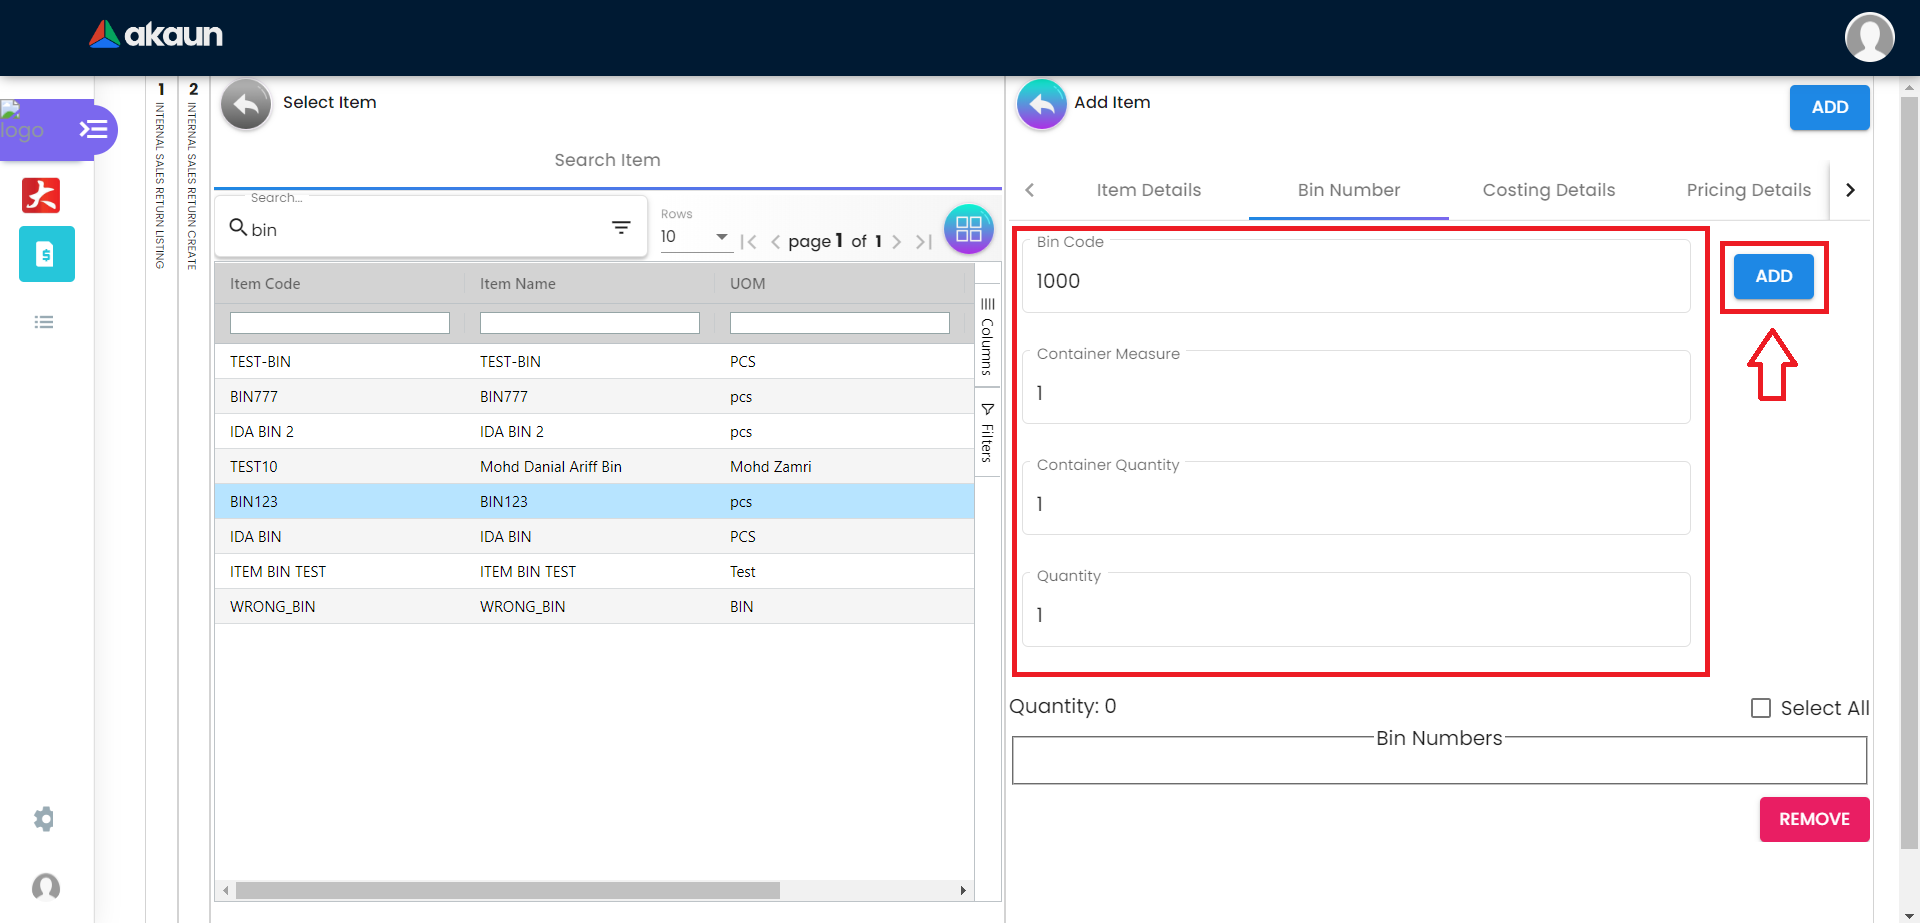 akaun
logo
1 INTERNAL SALES RETURN LISTING
2 INTERNAL SALES RETURN CREATE
Select Item
Search Item
Search...
bin
Rows
10
page 1 of 1
Item Code Item Name UOM
TEST-BIN TEST-BIN PCS
BIN777 BIN777 pcs
IDA BIN 2 IDA BIN 2 pcs
TEST10 Mohd Danial Ariff Bin Mohd Zamri
BIN123 BIN123 pcs
IDA BIN IDA BIN PCS
ITEM BIN TEST ITEM BIN TEST Test
WRONG_BIN WRONG_BIN BIN
Columns
Filters
Add Item
ADD
Item Details Bin Number Costing Details Pricing Details
Bin Code
1000
ADD
Container Measure
1
Container Quantity
1
Quantity
1
Quantity: 0
Select All
Bin Numbers
REMOVE